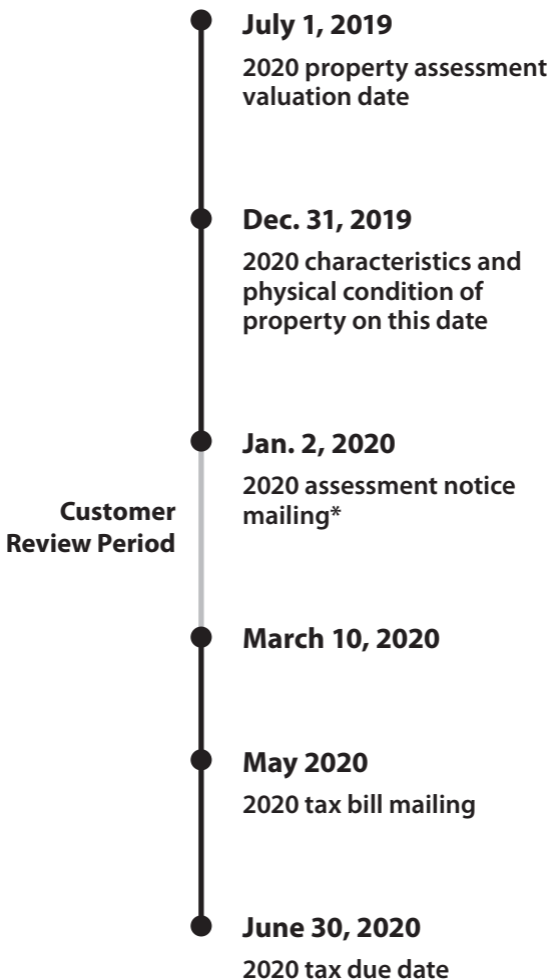 July 1, 2019
2020 property assessment
valuation date
Dec. 31, 2019
2020 characteristics and
physical condition of
property on this date
Jan. 2, 2020
2020 assessment notice
mailing*
Customer
Review Period
March 10, 2020
May 2020
2020 tax bill mailing
June 30, 2020
2020 tax due date